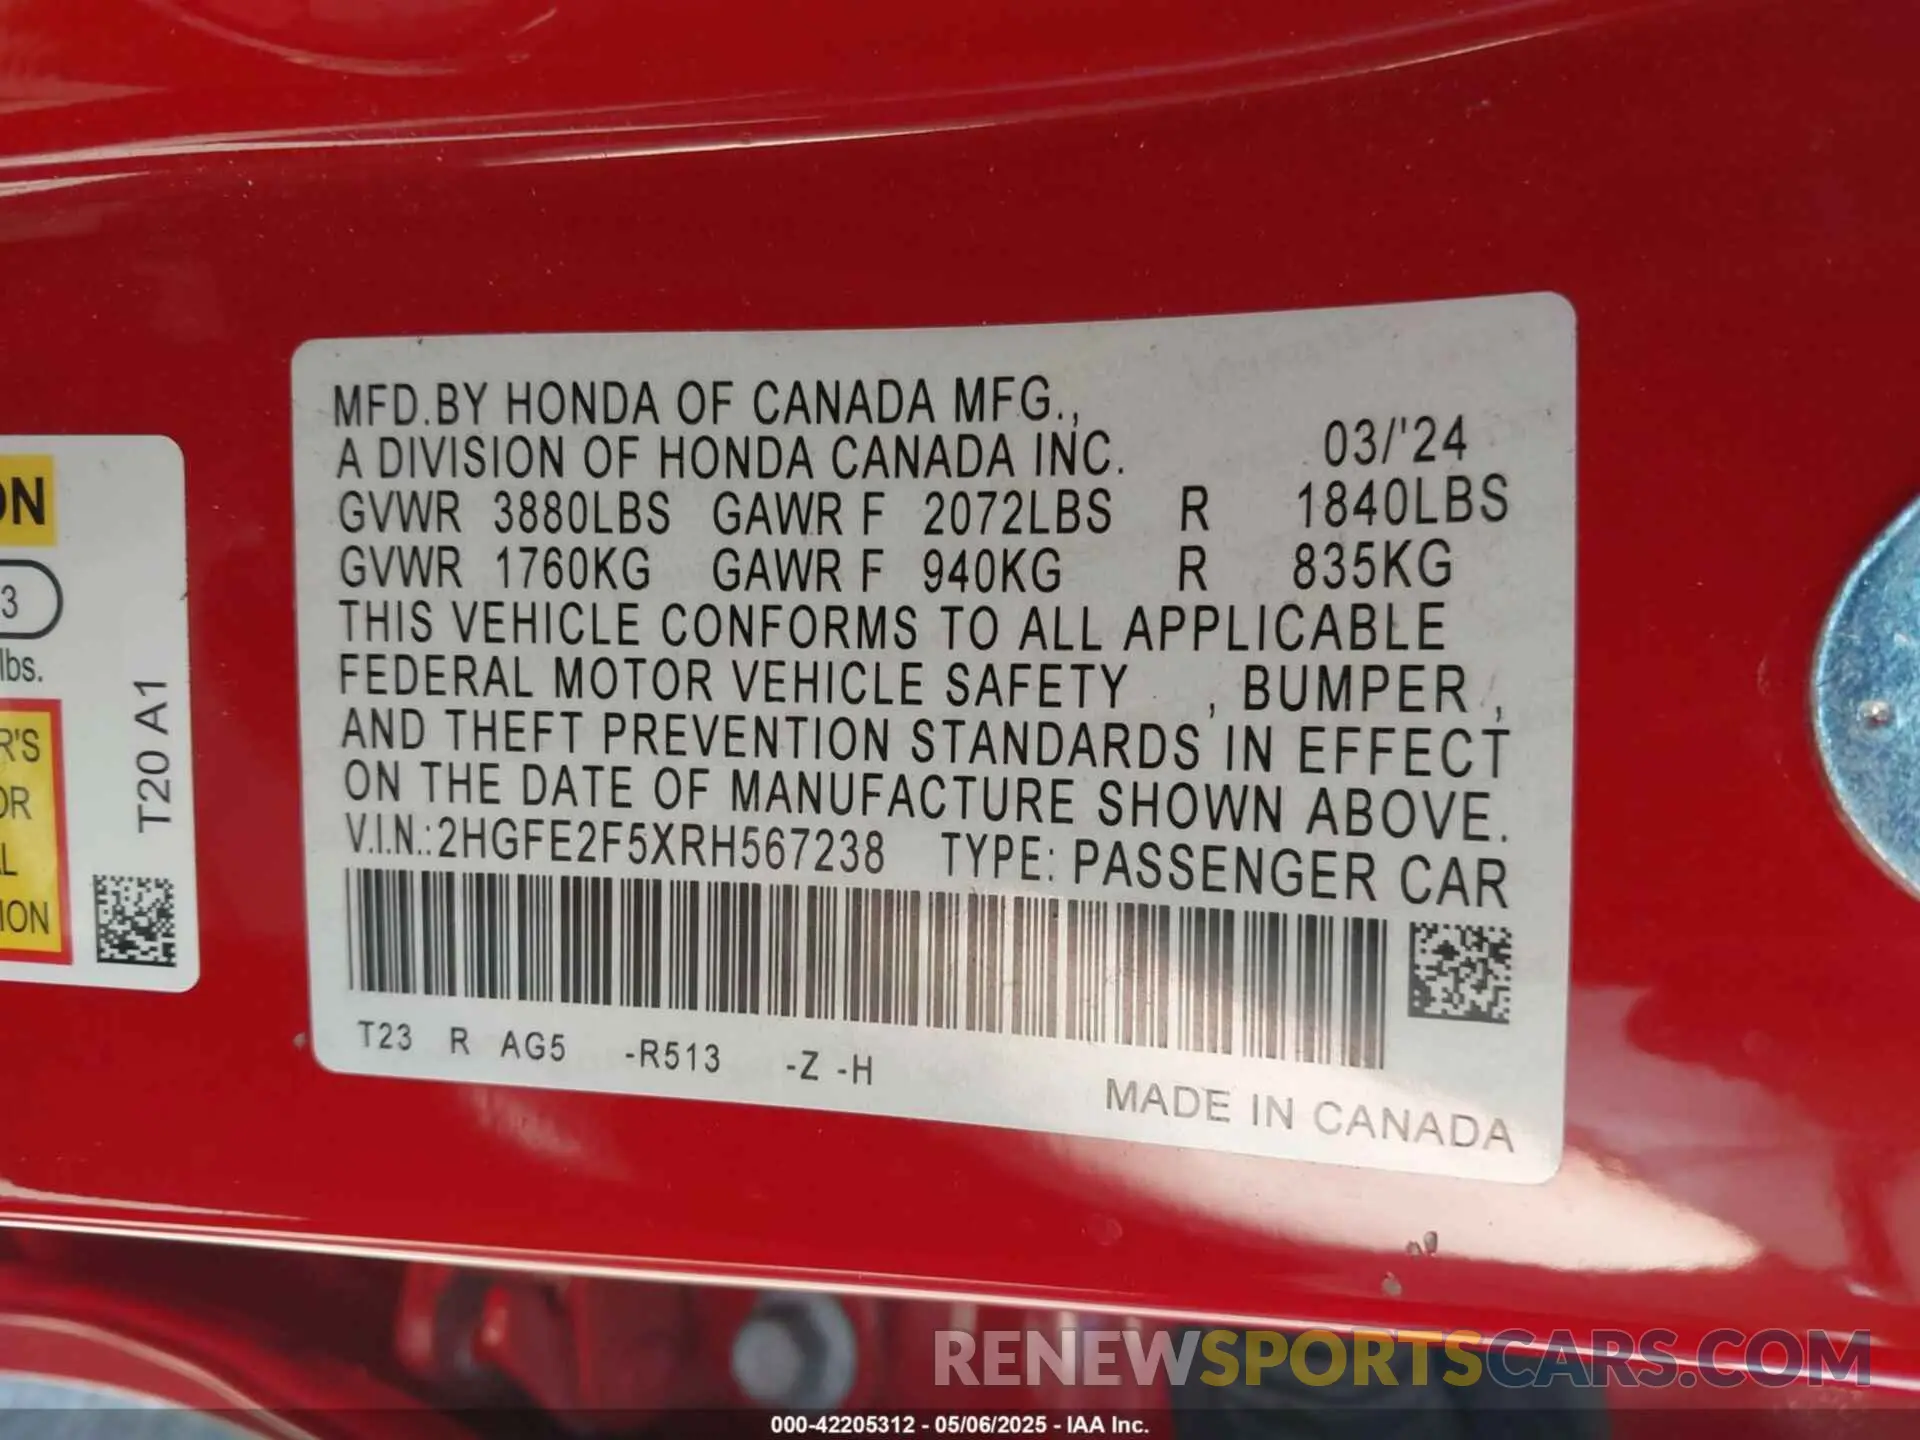 MFD.BY HONDA OF CANADA MFG.,
A DIVISION OF HONDA CANADA INC. 03/'24
GVWR 3880LBS GAWR F 2072LBS R 1840LBS
GVWR 1760KG GAWR F 940KG R 835KG
THIS VEHICLE CONFORMS TO ALL APPLICABLE
FEDERAL MOTOR VEHICLE SAFETY , BUMPER ,
AND THEFT PREVENTION STANDARDS IN EFFECT
ON THE DATE OF MANUFACTURE SHOWN ABOVE.
V.I.N.:2HGFE2F5XRH567238 TYPE: PASSENGER CAR
T23 R AG5 -R513 -Z -H
MADE IN CANADA
3
lbs.
T20 A1
RENEWSPORTSCARS.COM
000-42205312 - 05/06/2025 - IAA Inc.